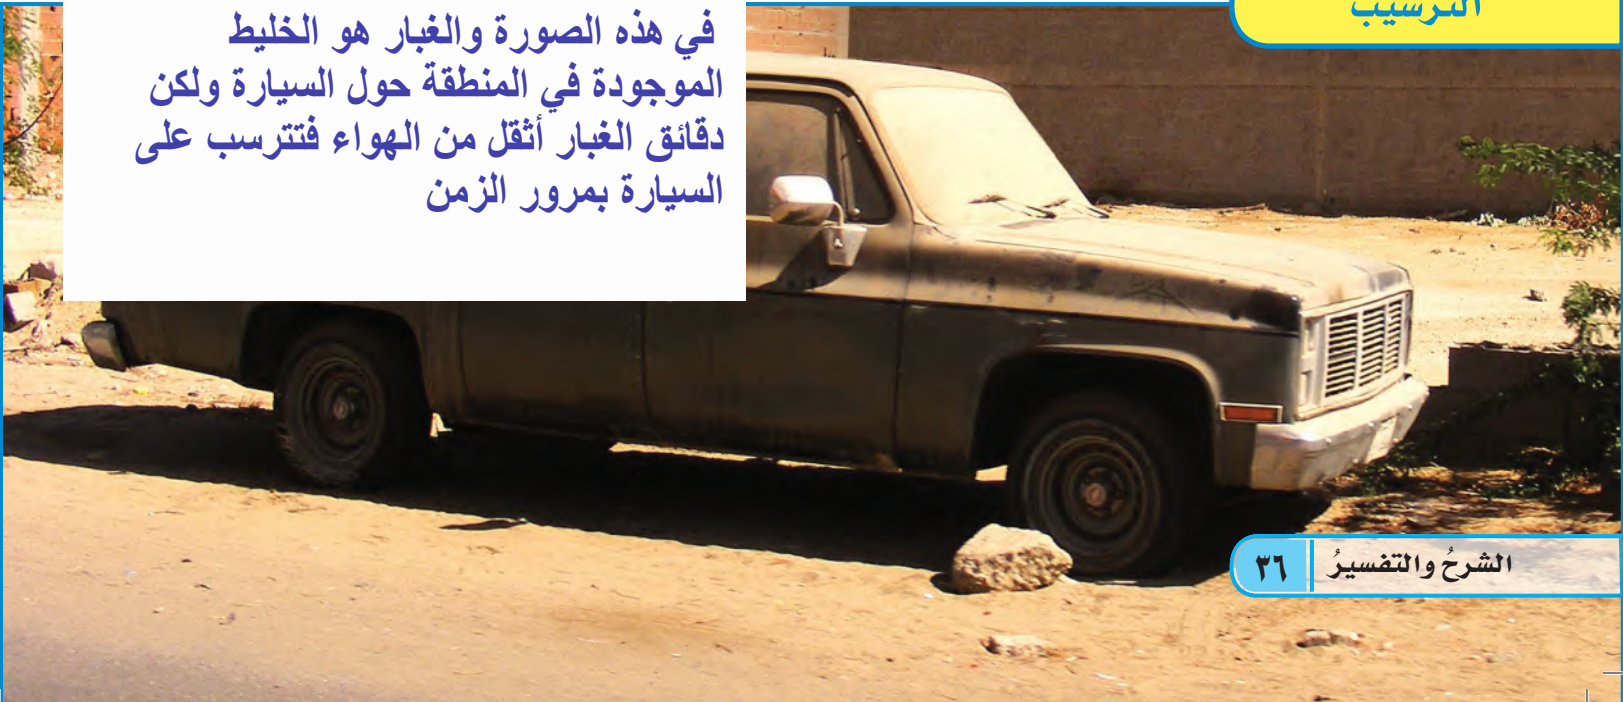 الترسيب
في هذه الصورة والغبار هو الخليط
الموجودة في المنطقة حول السيارة ولكن
دقائق الغبار أثقل من الهواء فتترسب على
السيارة بمرور الزمن
الشرحُ والتفسيرُ ٣٦